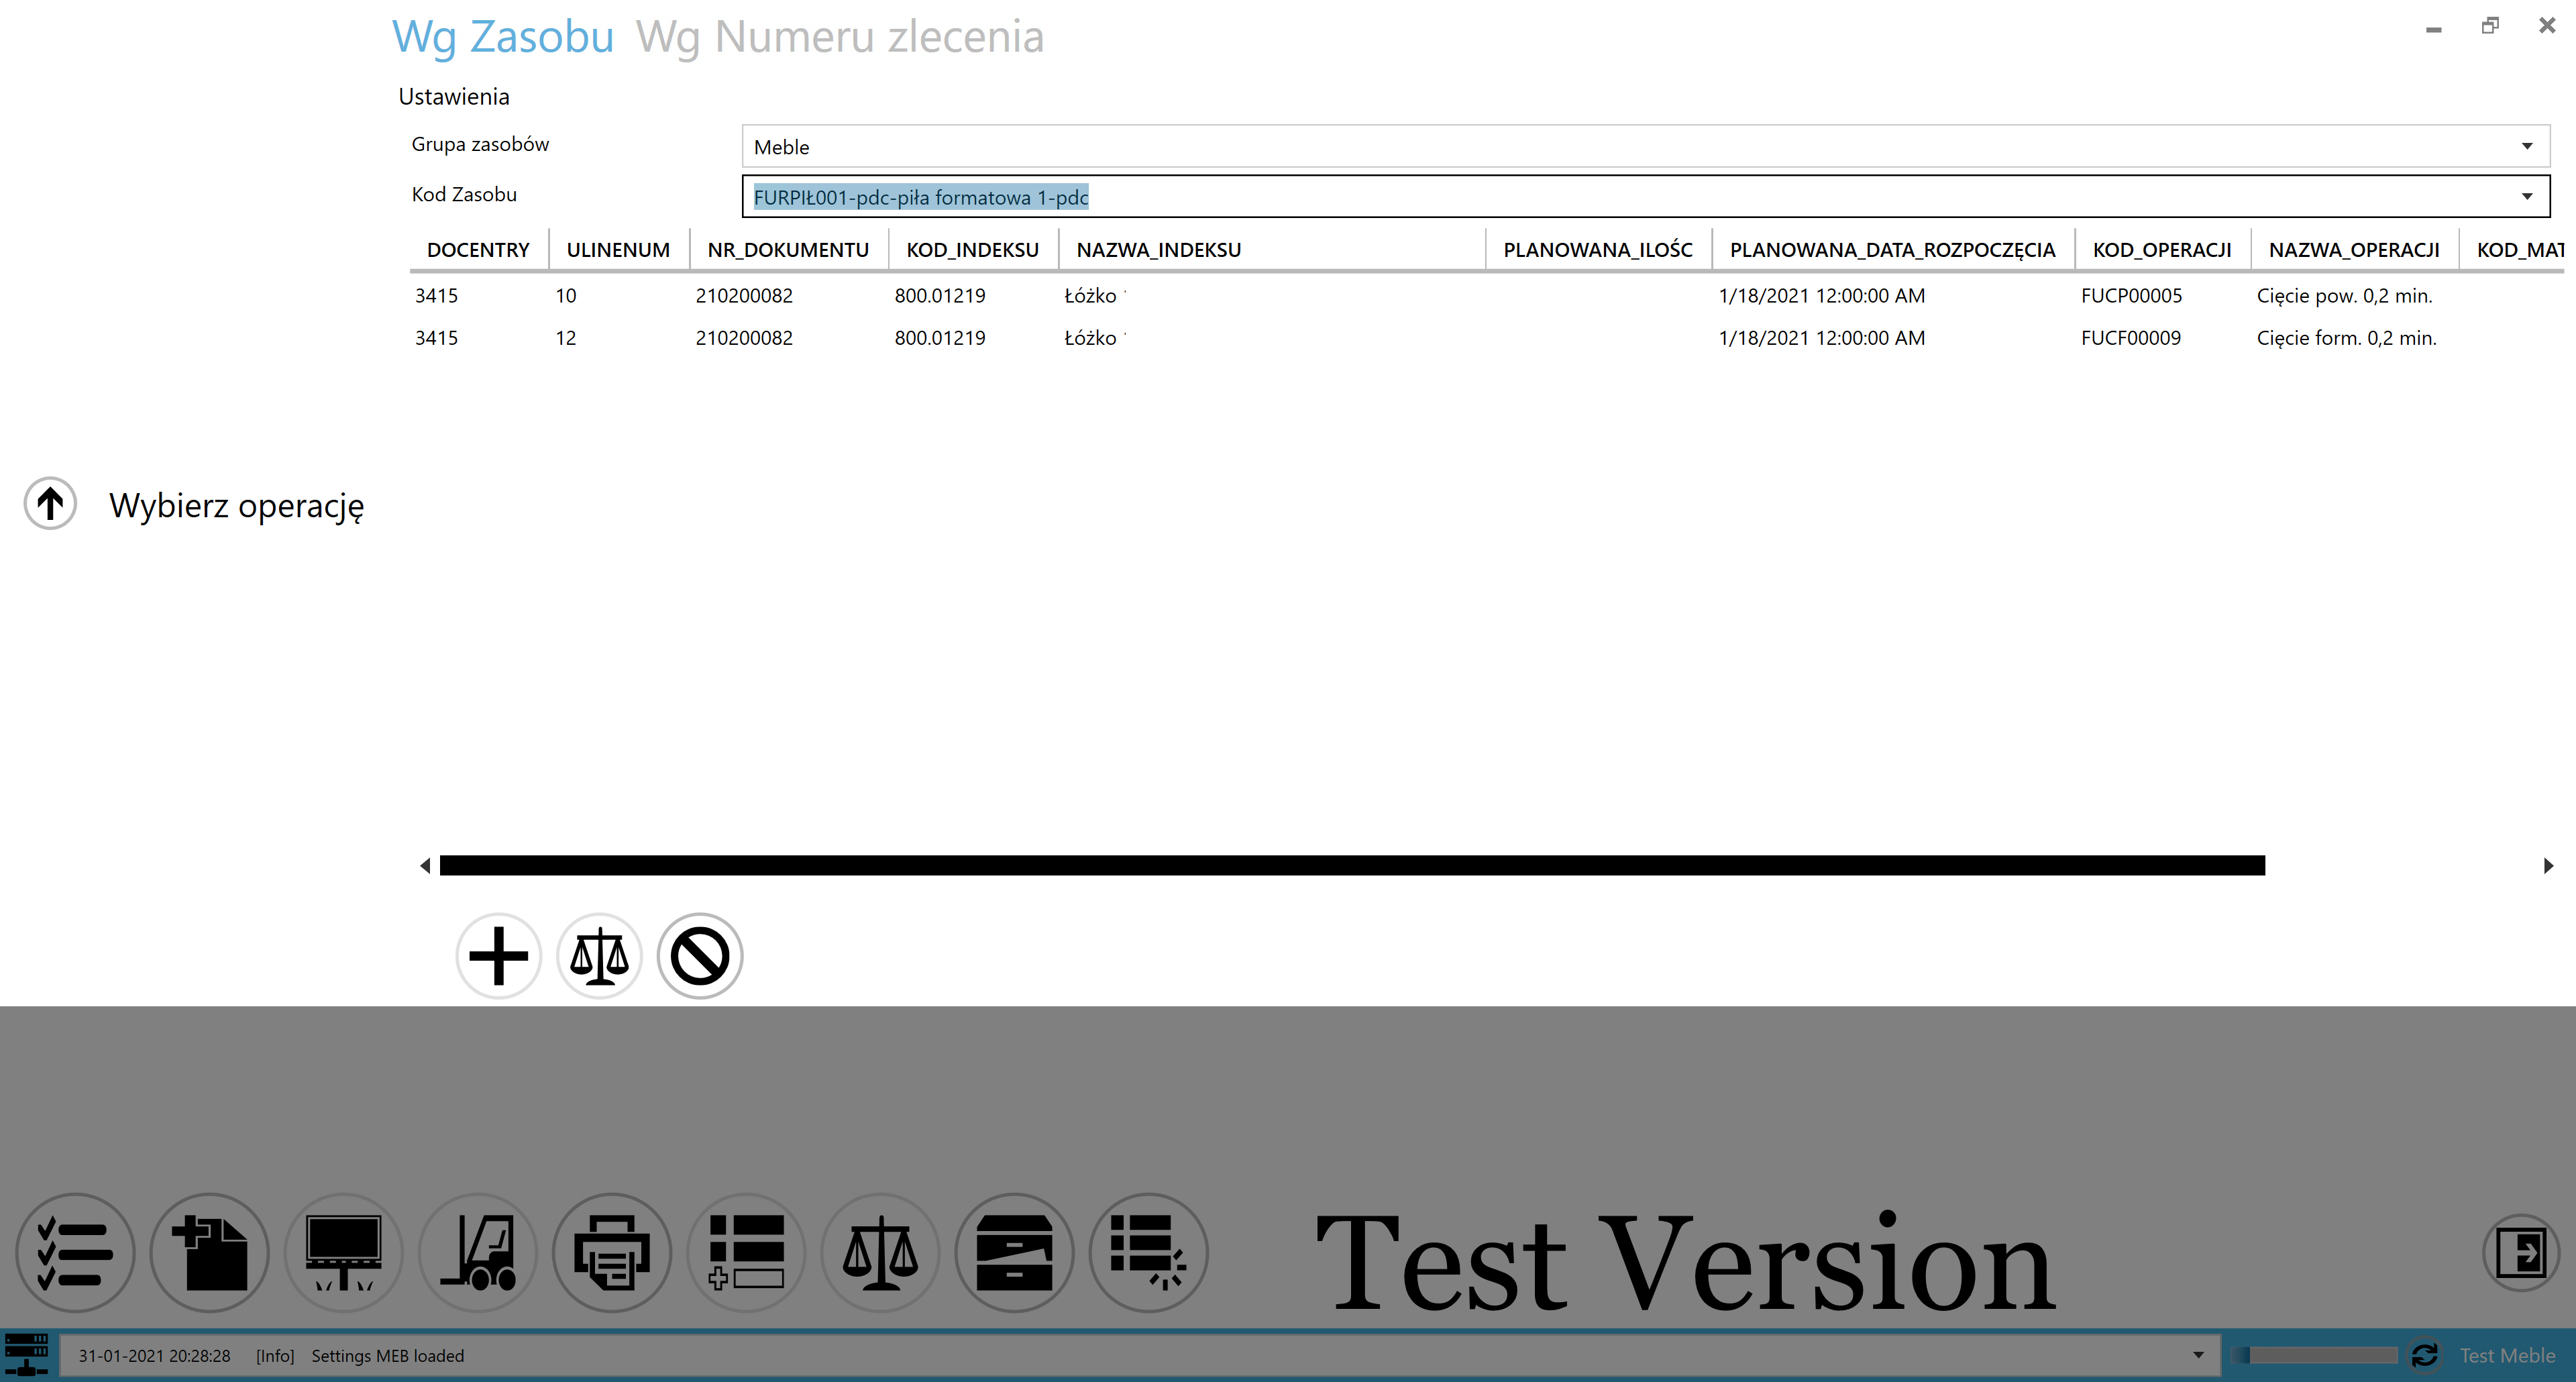 Wg Zasobu Wg Numeru zlecenia
Ustawienia
Grupa zasobów Meble
Kod Zasobu FURPIŁ001-pdc-piła formatowa 1-pdc
DOCENTRY ULINENUM NR_DOKUMENTU KOD_INDEKSU NAZWA_INDEKSU PLANOWANA_ILOŚC PLANOWANA_DATA_ROZPOCZĘCIA KOD_OPERACJI NAZWA_OPERACJI KOD_MAT
3415 10 210200082 800.01219 Łóżko 1/18/2021 12:00:00 AM FUCP00005 Cięcie pow. 0,2 min.
3415 12 210200082 800.01219 Łóżko 1/18/2021 12:00:00 AM FUCF00009 Cięcie form. 0,2 min.
Wybierz operację
Test Version
31-01-2021 20:28:28 [Info] Settings MEB loaded Test Meble